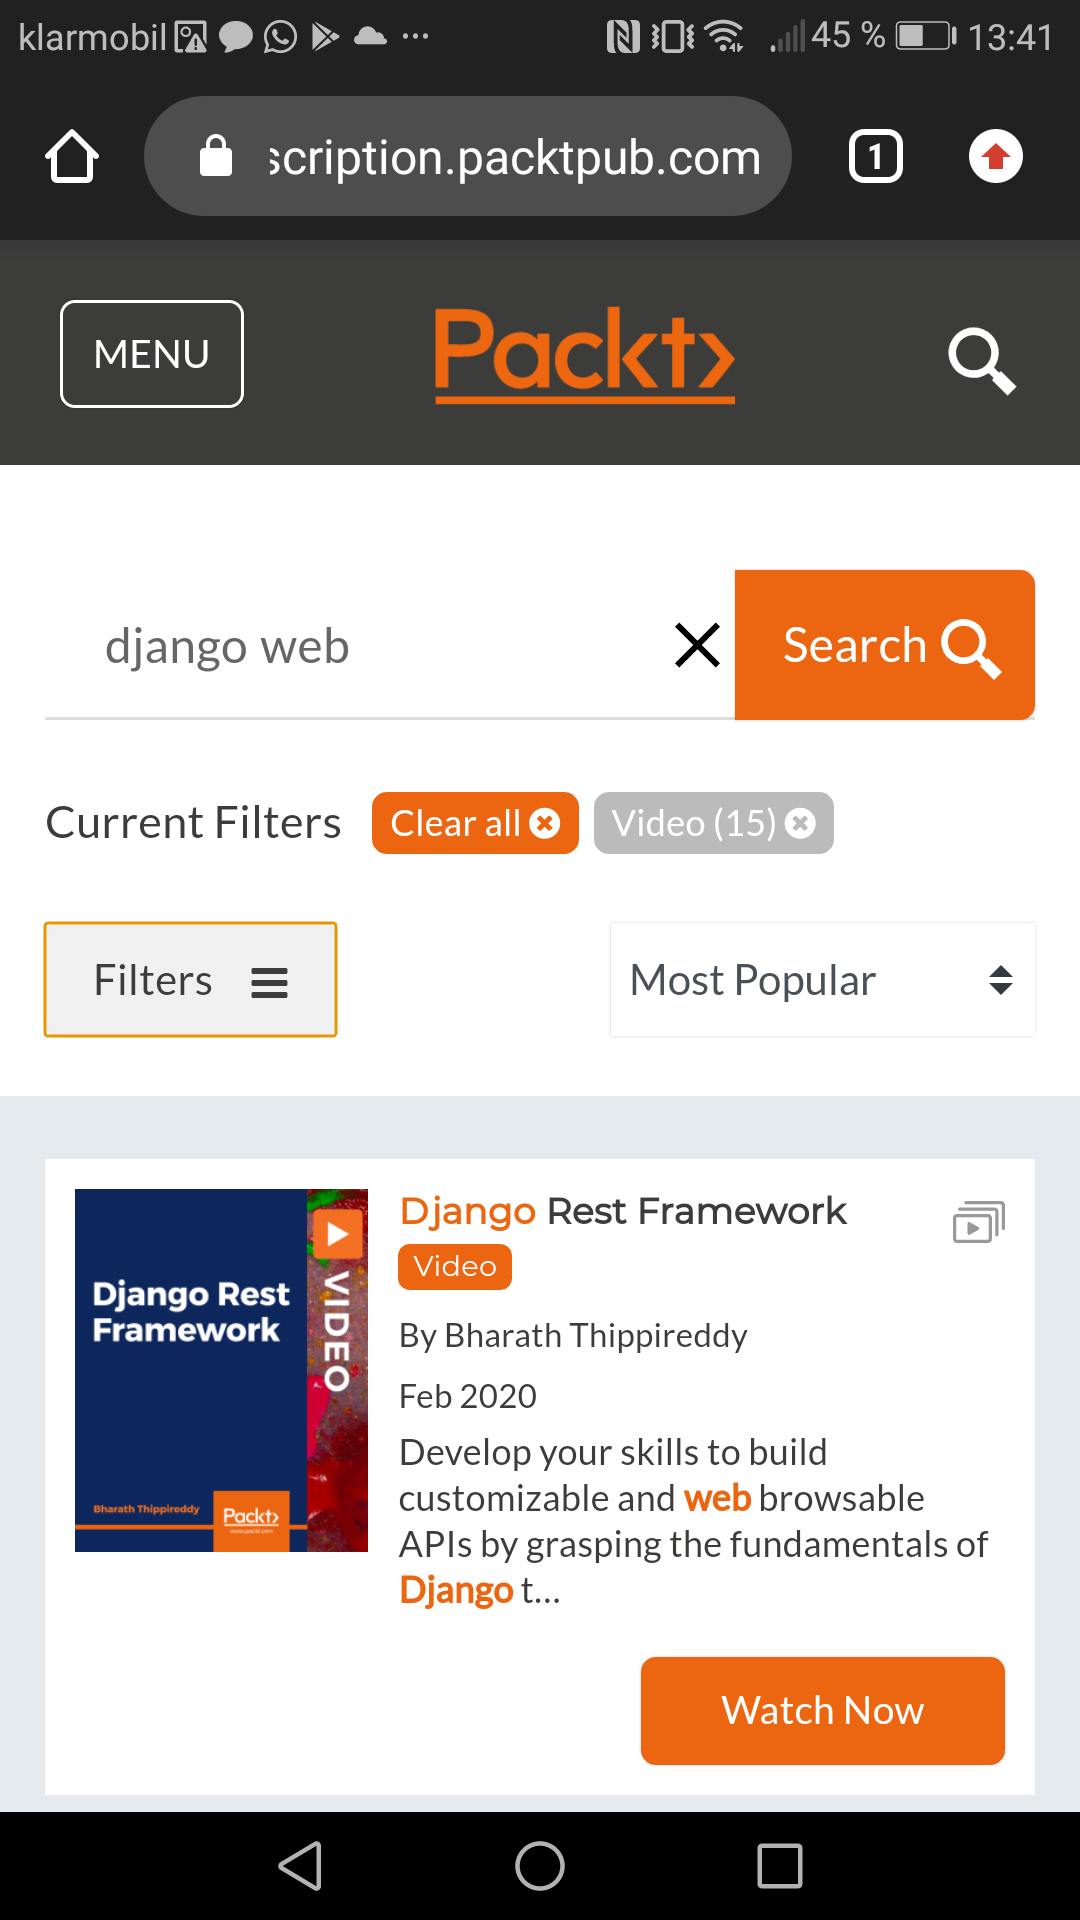 klarmobil 45 % 13:41
scription.packtpub.com 1
MENU Packt
django web Search
Current Filters Clear all Video (15)
Filters Most Popular
Django Rest Framework
Video
By Bharath Thippireddy
Feb 2020
Develop your skills to build
customizable and web browsable
APIs by grasping the fundamentals of
Django t...
Django Rest
Framework
VIDEO
Bharath Thippireddy
Packt
www.packt.com
Watch Now